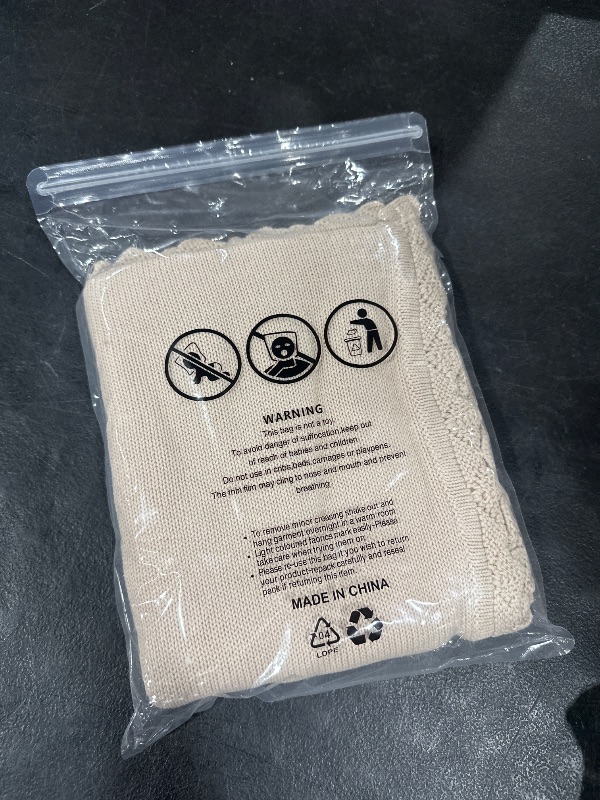 WARNING
This bag is not a toy.
To avoid danger of suffocation,keep out
of reach of babies and children
Do not use in cribs,beds,carriages or playpens.
The thin film may cling to nose and mouth and prevent
breathing
• To remove minor creasing shake out and
hang garment overnight in a warm room
• Light coloured fabrics mark easily-Please
take care when trying them on
• Please re-use this bag if you wish to return
your product-repack carefully and reseal
pack if returning this item.
MADE IN CHINA
04
LDPE